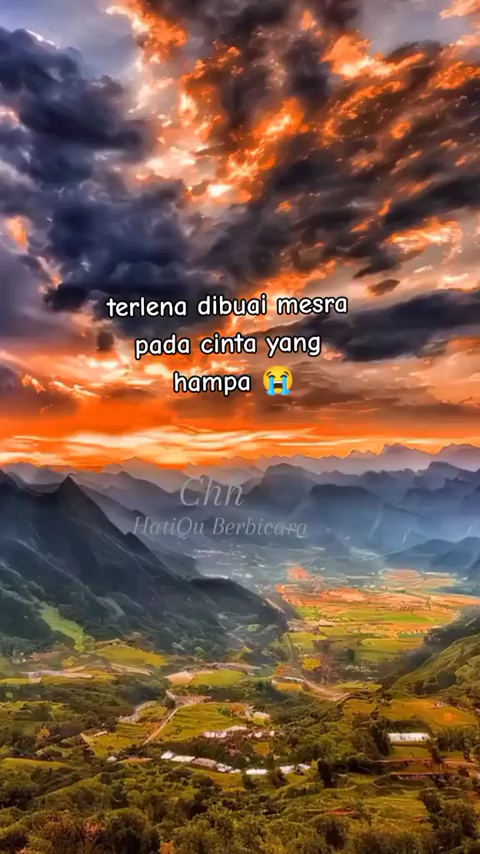 terlena dibuai mesra
pada cinta yang
hampa 😭
Chn
HatiQu Berbicara